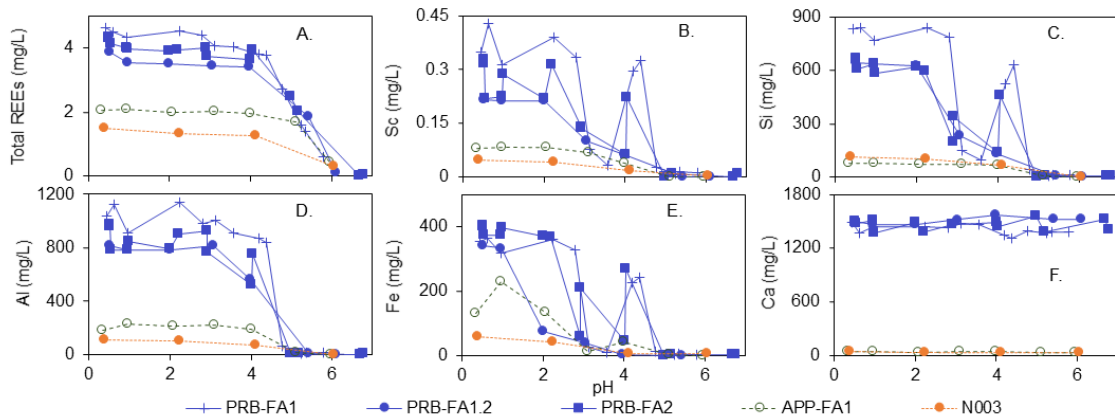 Total REEs (mg/L)
4
2
0
A.
Sc (mg/L)
0.45
0.3
0.15
0
B.
Si (mg/L)
900
600
300
0
C.
Al (mg/L)
1200
800
400
0
D.
0 2 4 6
Fe (mg/L)
400
200
0
E.
0 2 4 6
Ca (mg/L)
1800
1200
600
0
F.
0 2 4 6
pH
PRB-FA1 PRB-FA1.2 PRB-FA2 APP-FA1 N003